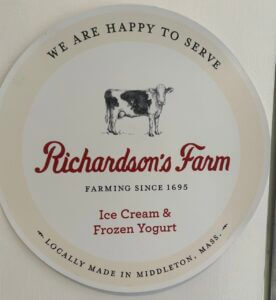 WE ARE HAPPY TO SERVE
Richardson's Farm
FARMING SINCE 1695
Ice Cream &
Frozen Yogurt
LOCALLY MADE IN MIDDLETON, MASS.